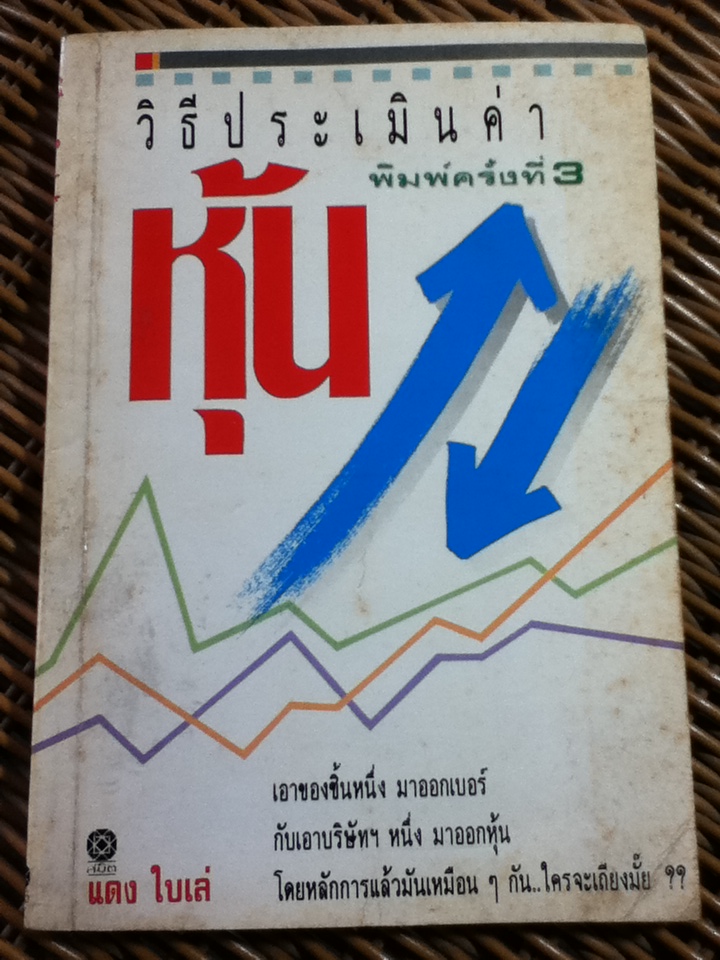 วิธีประเมินค่า
หุ้น
พิมพ์ครั้งที่ 3
เอาของชิ้นหนึ่ง มาออกเบอร์
กับเอาบริษัทฯ หนึ่ง มาออกหุ้น
โดยหลักการแล้วมันเหมือน ๆ กัน..ใครจะเถียงมั๊ย ??
สมิต
แดง ใบเล่